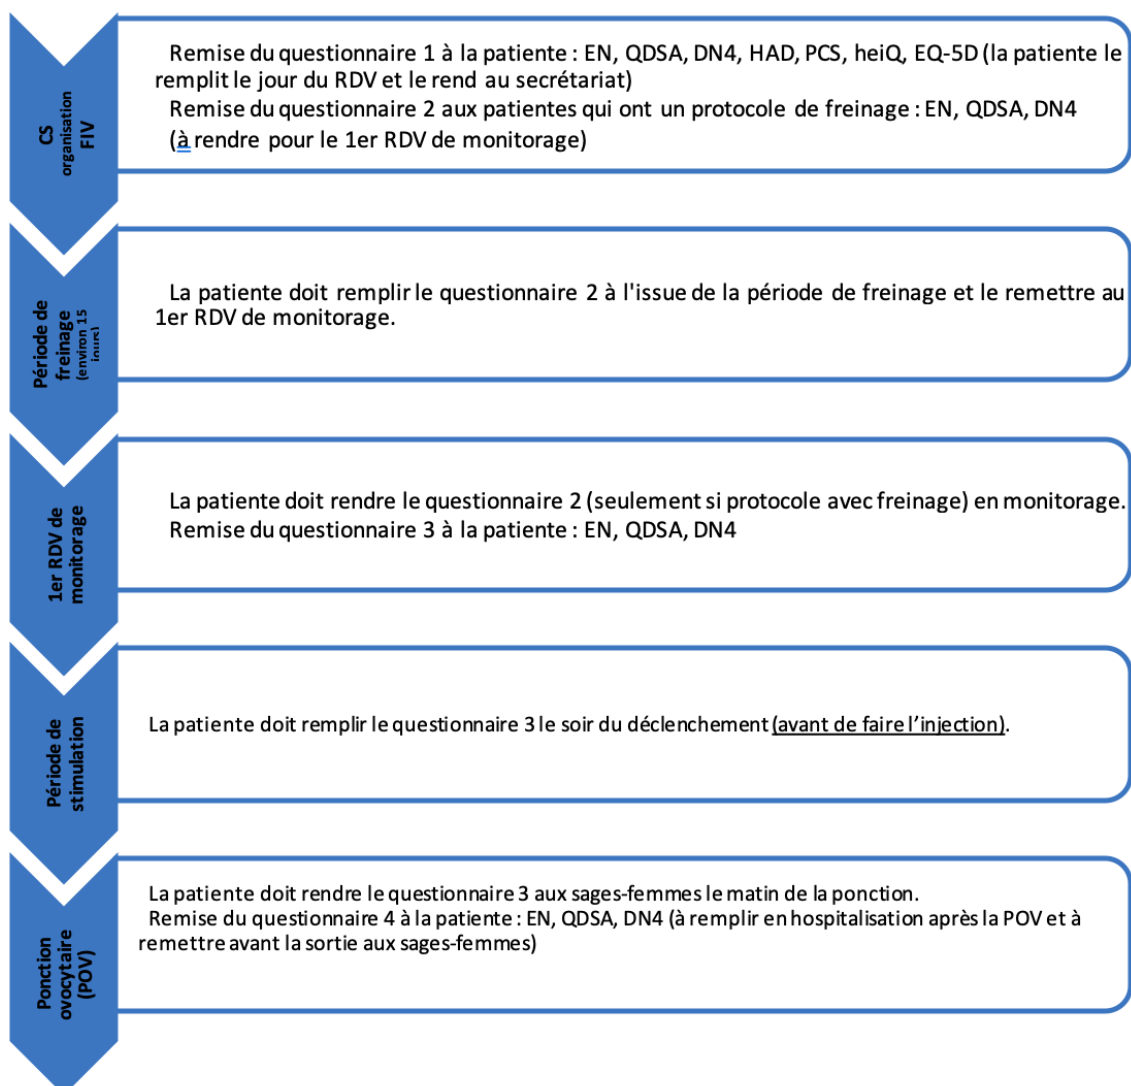 CS
organisation
FIV
Remise du questionnaire 1 à la patiente : EN, QDSA, DN4, HAD, PCS, heiQ, EQ-5D (la patiente le
remplit le jour du RDV et le rend au secrétariat)
Remise du questionnaire 2 aux patientes qui ont un protocole de freinage : EN, QDSA, DN4
(à rendre pour le 1er RDV de monitorage)
Période de
freinage
(environ 15
jours)
La patiente doit remplir le questionnaire 2 à l'issue de la période de freinage et le remettre au
1er RDV de monitorage.
1er RDV de
monitorage
La patiente doit rendre le questionnaire 2 (seulement si protocole avec freinage) en monitorage.
Remise du questionnaire 3 à la patiente : EN, QDSA, DN4
Période de
stimulation
La patiente doit remplir le questionnaire 3 le soir du déclenchement (avant de faire l’injection).
Ponction
ovocytaire
(POV)
La patiente doit rendre le questionnaire 3 aux sages-femmes le matin de la ponction.
Remise du questionnaire 4 à la patiente : EN, QDSA, DN4 (à remplir en hospitalisation après la POV et à
remettre avant la sortie aux sages-femmes)